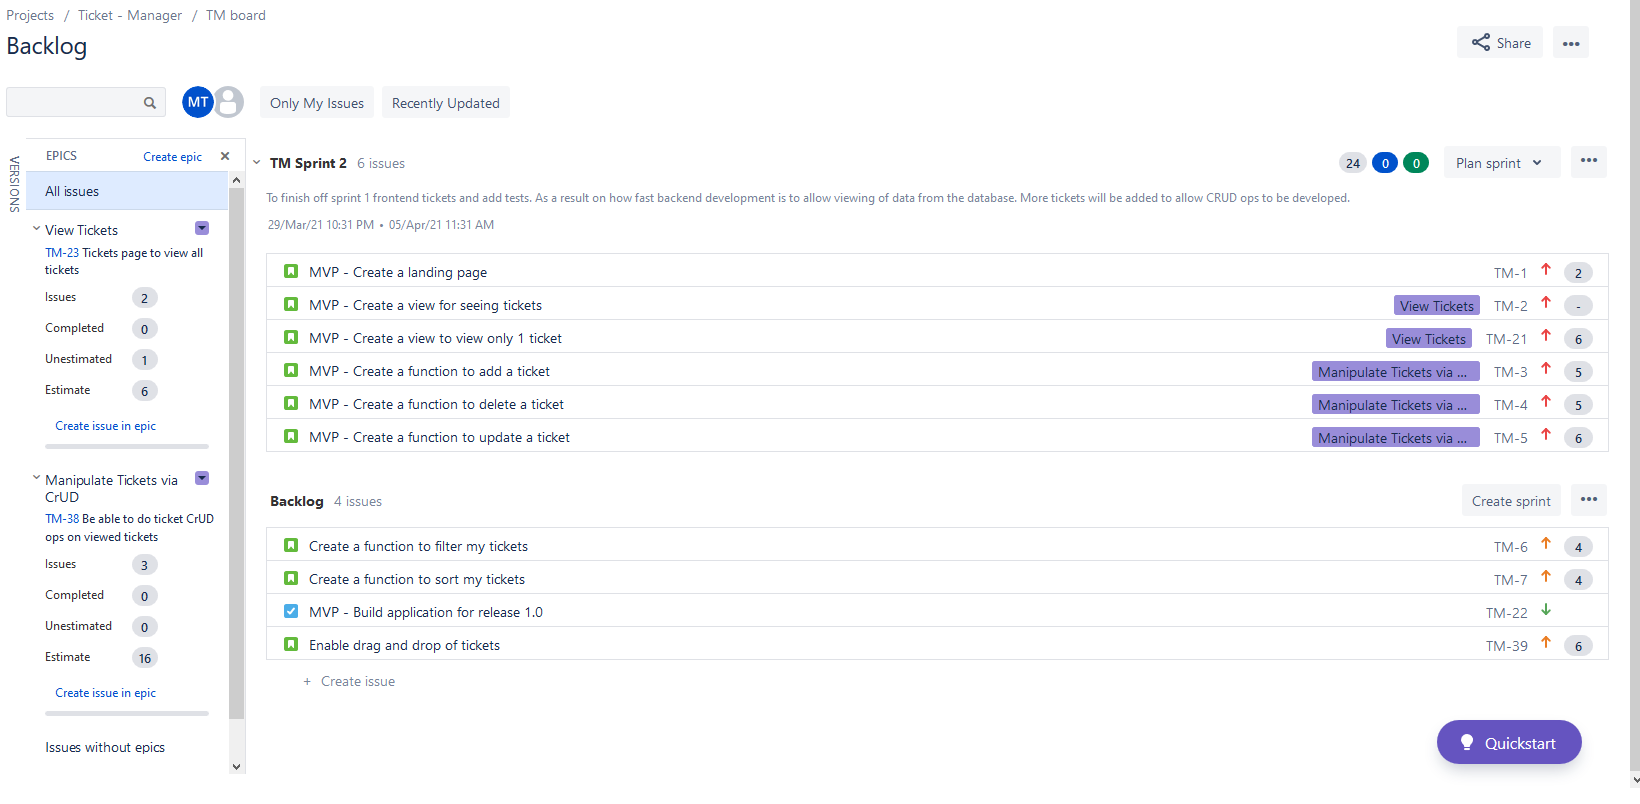 Projects / Ticket - Manager / TM board
Backlog
Share
MT
Only My Issues
Recently Updated
VERSIONS
EPICS
Create epic
All issues
View Tickets
TM-23 Tickets page to view all
tickets
Issues 2
Completed 0
Unestimated 1
Estimate 6
Create issue in epic
Manipulate Tickets via
CrUD
TM-38 Be able to do ticket CrUD
ops on viewed tickets
Issues 3
Completed 0
Unestimated 0
Estimate 16
Create issue in epic
Issues without epics
TM Sprint 2 6 issues
24 0 0 Plan sprint
To finish off sprint 1 frontend tickets and add tests. As a result on how fast backend development is to allow viewing of data from the database. More tickets will be added to allow CRUD ops to be developed.
29/Mar/21 10:31 PM • 05/Apr/21 11:31 AM
MVP - Create a landing page TM-1 2
MVP - Create a view for seeing tickets View Tickets TM-2 -
MVP - Create a view to view only 1 ticket View Tickets TM-21 6
MVP - Create a function to add a ticket Manipulate Tickets via ... TM-3 5
MVP - Create a function to delete a ticket Manipulate Tickets via ... TM-4 5
MVP - Create a function to update a ticket Manipulate Tickets via ... TM-5 6
Backlog 4 issues
Create sprint
Create a function to filter my tickets TM-6 4
Create a function to sort my tickets TM-7 4
MVP - Build application for release 1.0 TM-22
Enable drag and drop of tickets TM-39 6
+ Create issue
Quickstart